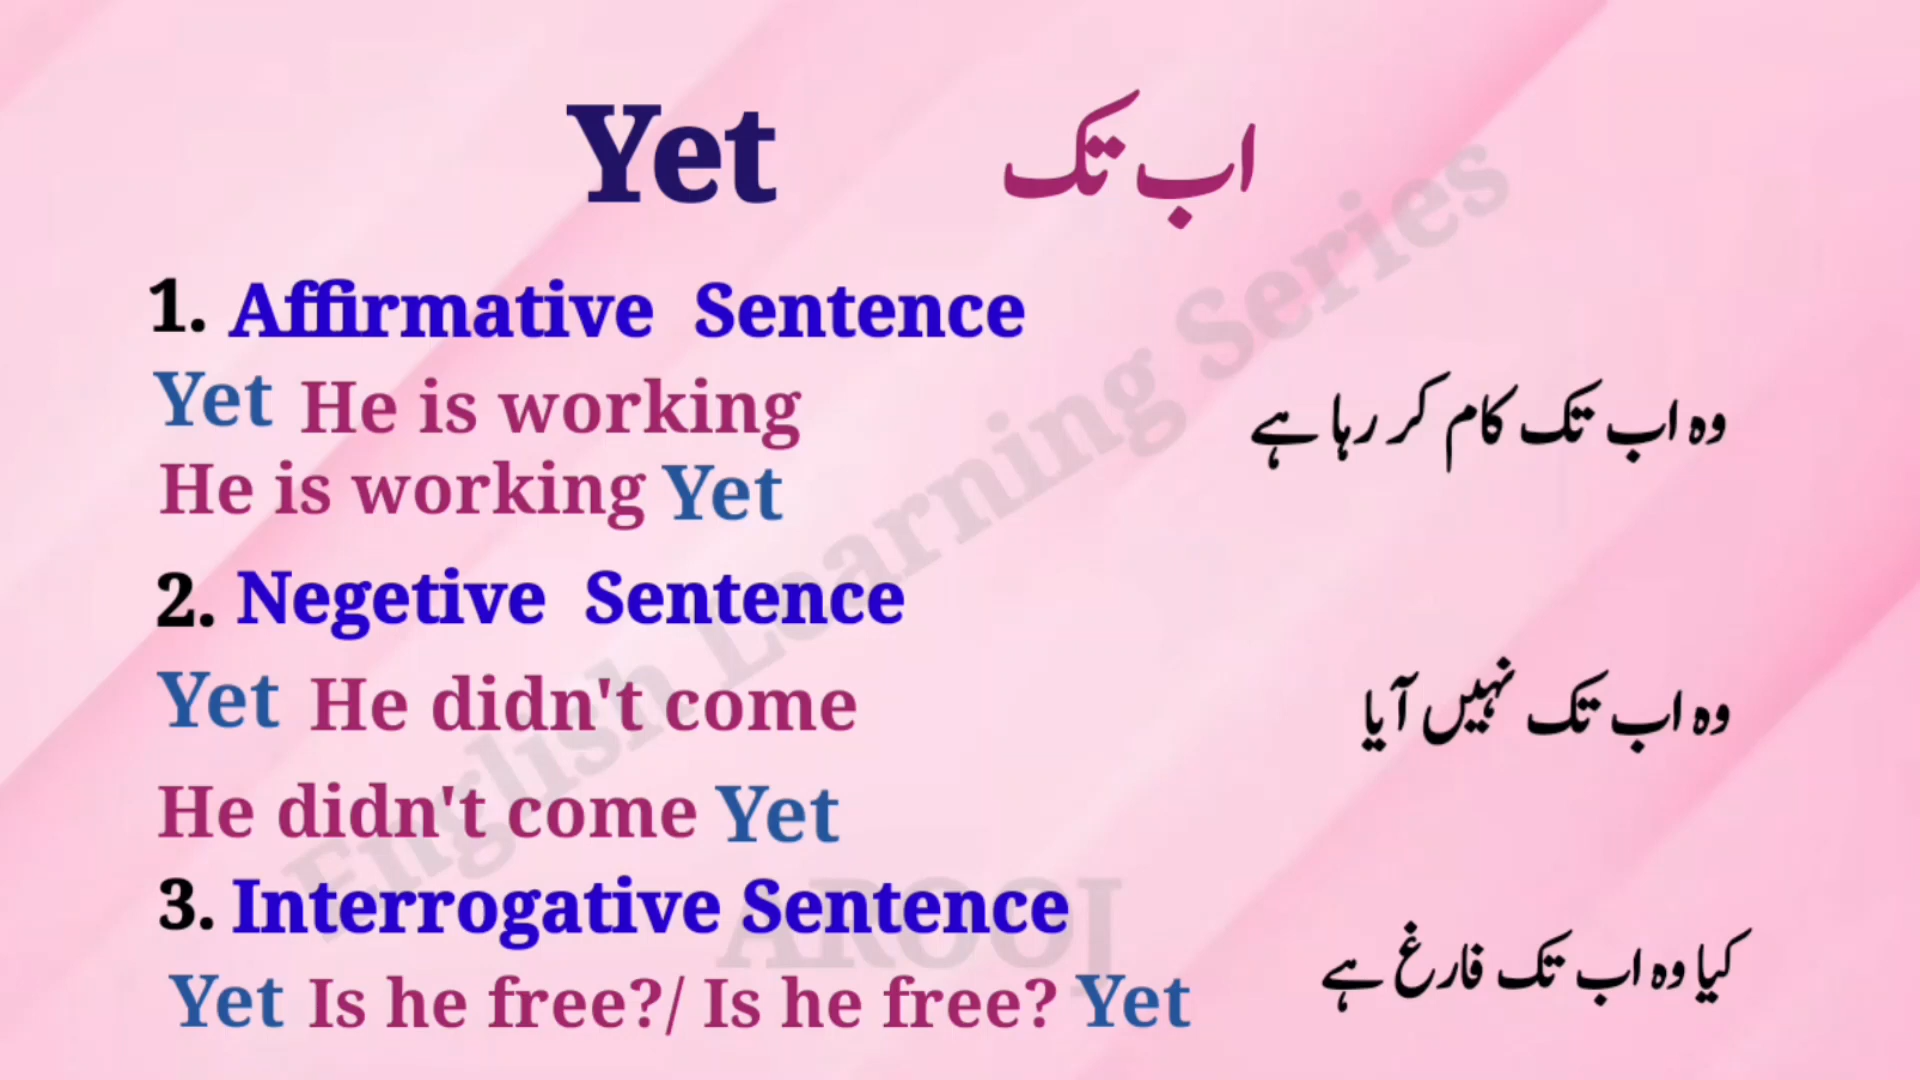 Yet اب تک
1. Affirmative Sentence
Yet He is working وہ اب تک کام کر رہا ہے
He is working Yet
2. Negetive Sentence
Yet He didn't come وہ اب تک نہیں آیا
He didn't come Yet
3. Interrogative Sentence
Yet Is he free?/ Is he free? Yet کیا وہ اب تک فارغ ہے
English Learning Series
AROOJ